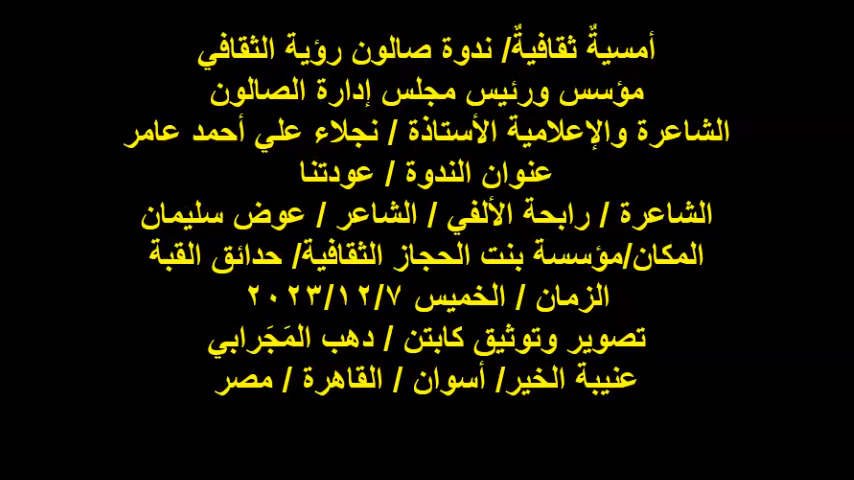 أمسيةٌ ثقافيةٌ/ ندوة صالون رؤية الثقافي
مؤسس ورئيس مجلس إدارة الصالون
الشاعرة والإعلامية الأستاذة / نجلاء علي أحمد عامر
عنوان الندوة / عودتنا
الشاعرة / رابحة الألفي / الشاعر / عوض سليمان
المكان/مؤسسة بنت الحجاز الثقافية/ حدائق القبة
الزمان / الخميس ٢٠٢٣/١٢/٧
تصوير وتوثيق كابتن / دهب المَجَرابي
عنيبة الخير/ أسوان / القاهرة / مصر